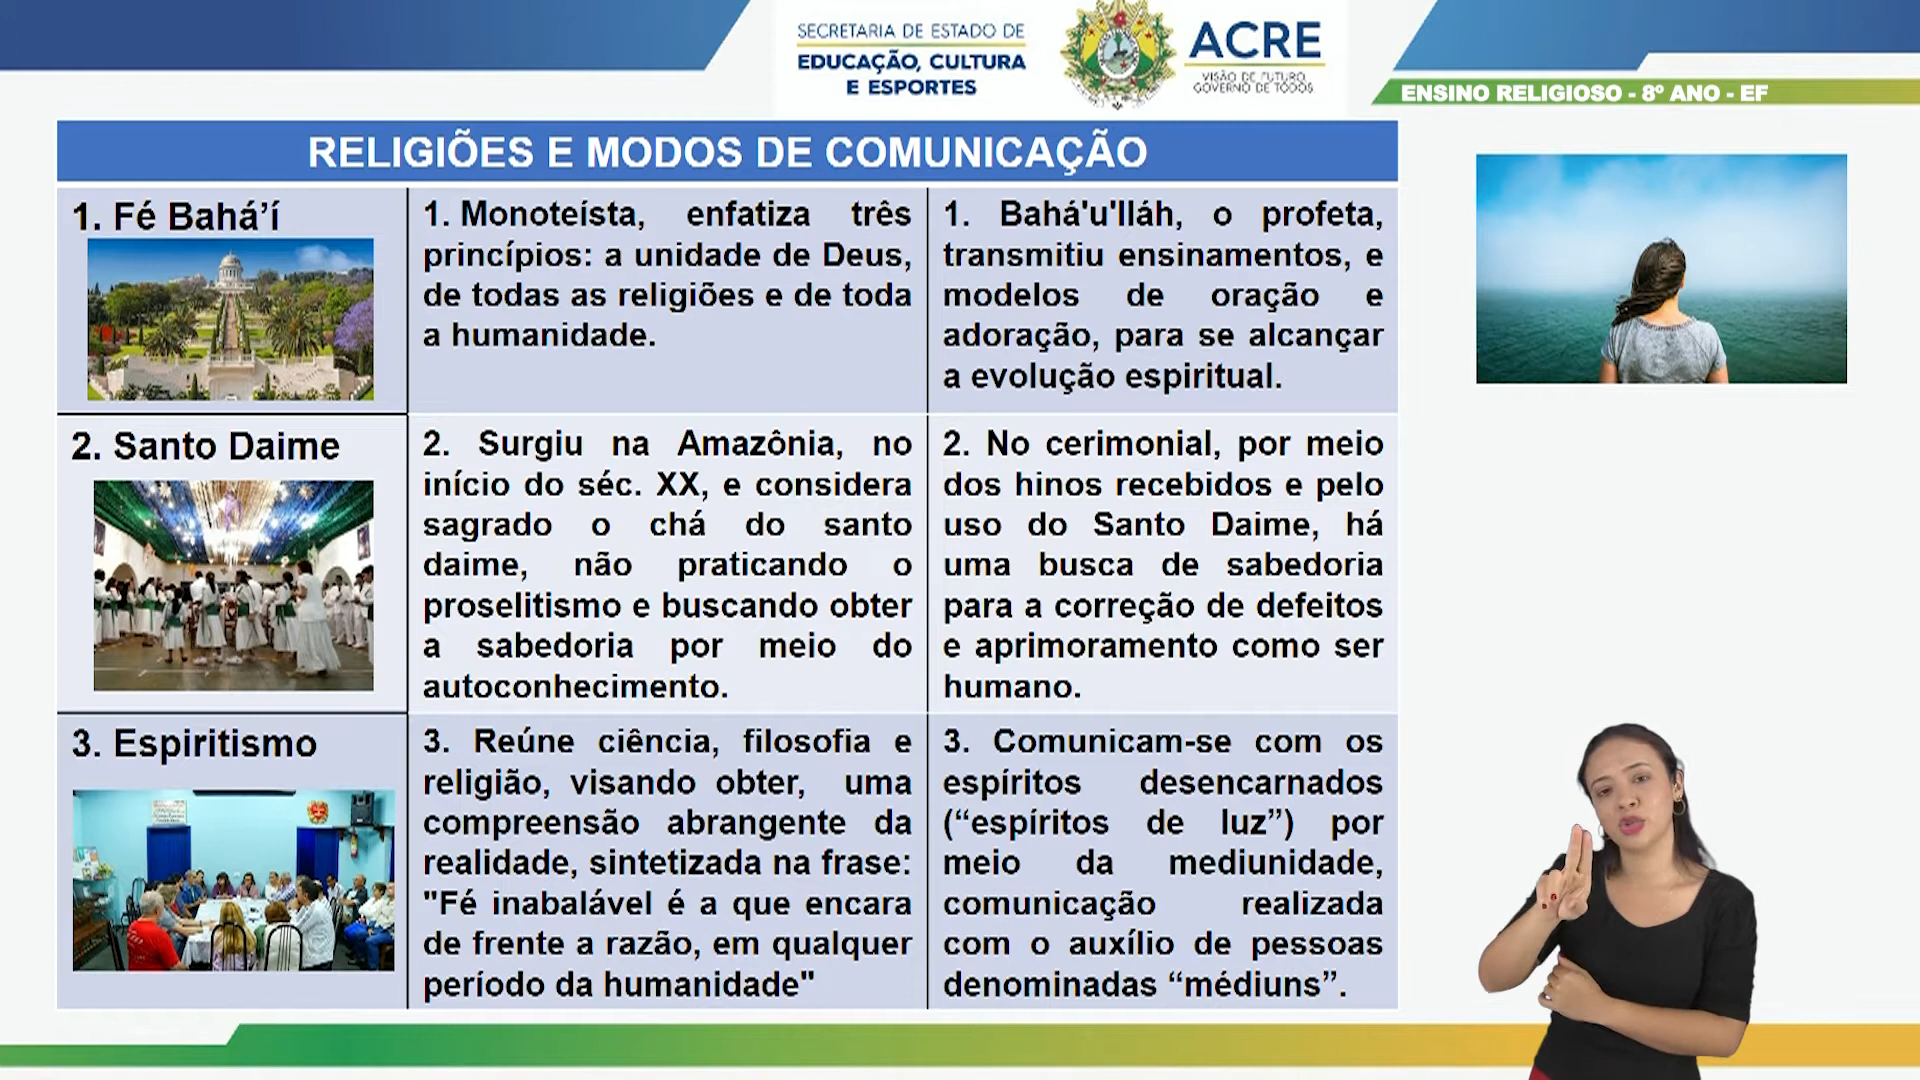 SECRETARIA DE ESTADO DE
EDUCAÇÃO, CULTURA
E ESPORTES
ACRE
VISÃO DE FUTURO,
GOVERNO DE TODOS
ENSINO RELIGIOSO - 8º ANO - EF
RELIGIÕES E MODOS DE COMUNICAÇÃO
1. Fé Bahá’í
1. Monoteísta, enfatiza três
princípios: a unidade de Deus,
de todas as religiões e de toda
a humanidade.
1. Bahá'u'lláh, o profeta,
transmitiu ensinamentos, e
modelos de oração e
adoração, para se alcançar
a evolução espiritual.
2. Santo Daime
2. Surgiu na Amazônia, no
início do séc. XX, e considera
sagrado o chá do santo
daime, não praticando o
proselitismo e buscando obter
a sabedoria por meio do
autoconhecimento.
2. No cerimonial, por meio
dos hinos recebidos e pelo
uso do Santo Daime, há
uma busca de sabedoria
para a correção de defeitos
e aprimoramento como ser
humano.
3. Espiritismo
3. Reúne ciência, filosofia e
religião, visando obter, uma
compreensão abrangente da
realidade, sintetizada na frase:
"Fé inabalável é a que encara
de frente a razão, em qualquer
período da humanidade"
3. Comunicam-se com os
espíritos desencarnados
(“espíritos de luz”) por
meio da mediunidade,
comunicação realizada
com o auxílio de pessoas
denominadas “médiuns”.